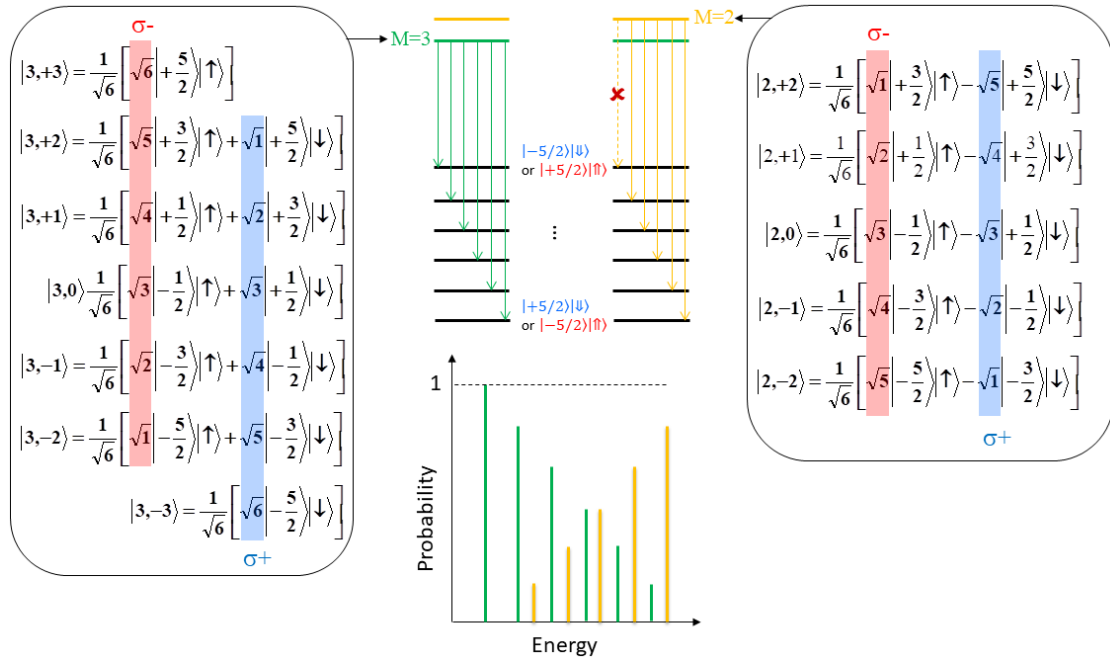 σ-
|3,+3⟩ = 1/√6 [√6|+5/2⟩|↑⟩]
|3,+2⟩ = 1/√6 [√5|+3/2⟩|↑⟩ + √1|+5/2⟩|↓⟩]
|3,+1⟩ = 1/√6 [√4|+1/2⟩|↑⟩ + √2|+3/2⟩|↓⟩]
|3,0⟩ 1/√6 [√3|-1/2⟩|↑⟩ + √3|+1/2⟩|↓⟩]
|3,-1⟩ = 1/√6 [√2|-3/2⟩|↑⟩ + √4|-1/2⟩|↓⟩]
|3,-2⟩ = 1/√6 [√1|-5/2⟩|↑⟩ + √5|-3/2⟩|↓⟩]
|3,-3⟩ = 1/√6 [√6|-5/2⟩|↓⟩]
σ+
M=3
M=2
✘
|−5/2⟩|⇓⟩
or |+5/2⟩|⇑⟩
...
|+5/2⟩|⇓⟩
or |−5/2⟩|⇑⟩
1
Probability
Energy
σ-
|2,+2⟩ = 1/√6 [√1|+3/2⟩|↑⟩ − √5|+5/2⟩|↓⟩]
|2,+1⟩ = 1/√6 [√2|+1/2⟩|↑⟩ − √4|+3/2⟩|↓⟩]
|2,0⟩ = 1/√6 [√3|-1/2⟩|↑⟩ − √3|+1/2⟩|↓⟩]
|2,-1⟩ = 1/√6 [√4|-3/2⟩|↑⟩ − √2|-1/2⟩|↓⟩]
|2,-2⟩ = 1/√6 [√5|-5/2⟩|↑⟩ − √1|-3/2⟩|↓⟩]
σ+